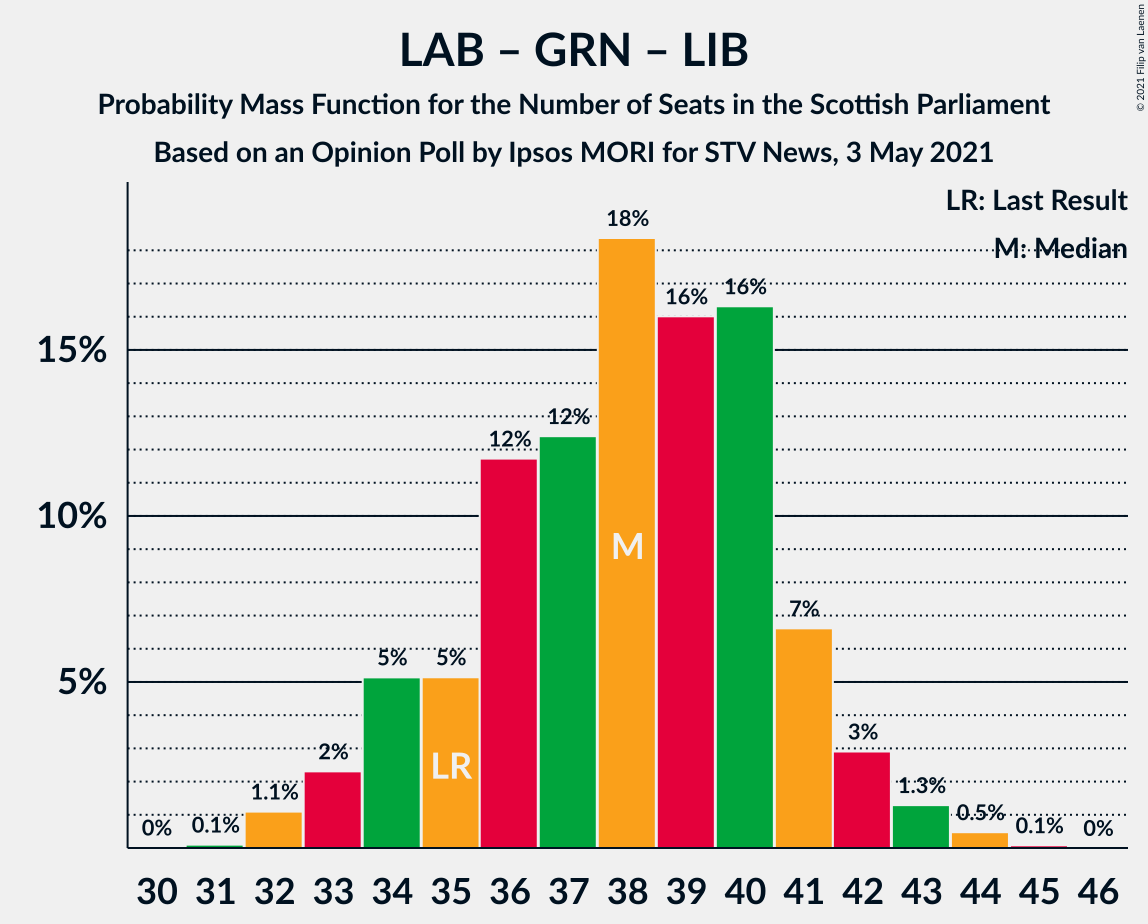 LAB – GRN – LIB
Probability Mass Function for the Number of Seats in the Scottish Parliament
Based on an Opinion Poll by Ipsos MORI for STV News, 3 May 2021
© 2021 Filip van Laenen
LR: Last Result
M: Median
15%
10%
5%
0%
0.1%
1.1%
2%
5%
5%
12%
12%
18%
16%
16%
7%
3%
1.3%
0.5%
0.1%
0%
LR
M
30 31 32 33 34 35 36 37 38 39 40 41 42 43 44 45 46